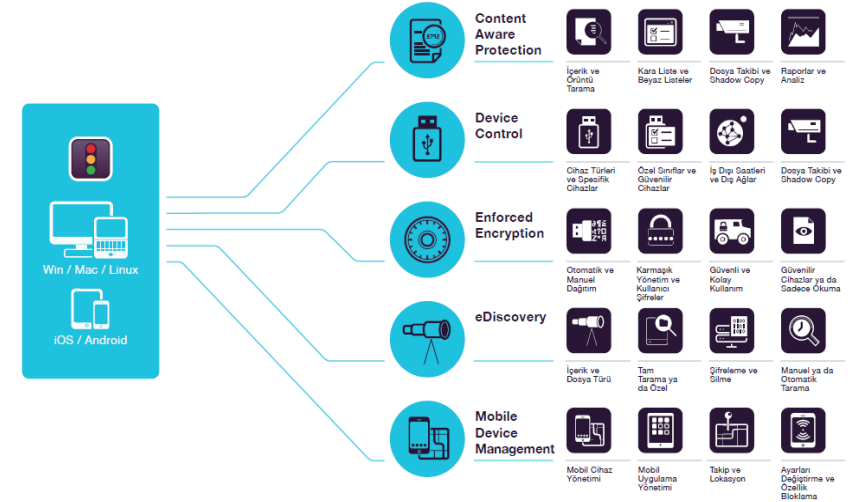 Win / Mac / Linux
iOS / Android
Content
Aware
Protection
8792
İçerik ve
Örüntü
Tarama
Kara Liste ve
Beyaz Listeler
Dosya Takibi ve
Shadow Copy
Raporlar ve
Analiz
Device
Control
Cihaz Türleri
ve Spesifik
Cihazlar
Özel Sınıflar ve
Güvenilir
Cihazlar
İş Dışı Saatleri
ve Dış Ağlar
Dosya Takibi ve
Shadow Copy
Enforced
Encryption
Otomatik ve
Manuel
Dağıtım
Karmaşık
Yönetim ve
Kullanıcı
Şifreler
Güvenli ve
Kolay
Kullanım
Güvenilir
Cihazlar ya da
Sadece Okuma
eDiscovery
İçerik ve
Dosya Türü
Tam
Tarama ya
da Özel
Şifreleme ve
Silme
Manuel ya da
Otomatik
Tarama
Mobile
Device
Management
Mobil Cihaz
Yönetimi
Mobil
Uygulama
Yönetimi
Takip ve
Lokasyon
Ayarları
Değiştirme ve
Özellik
Bloklama